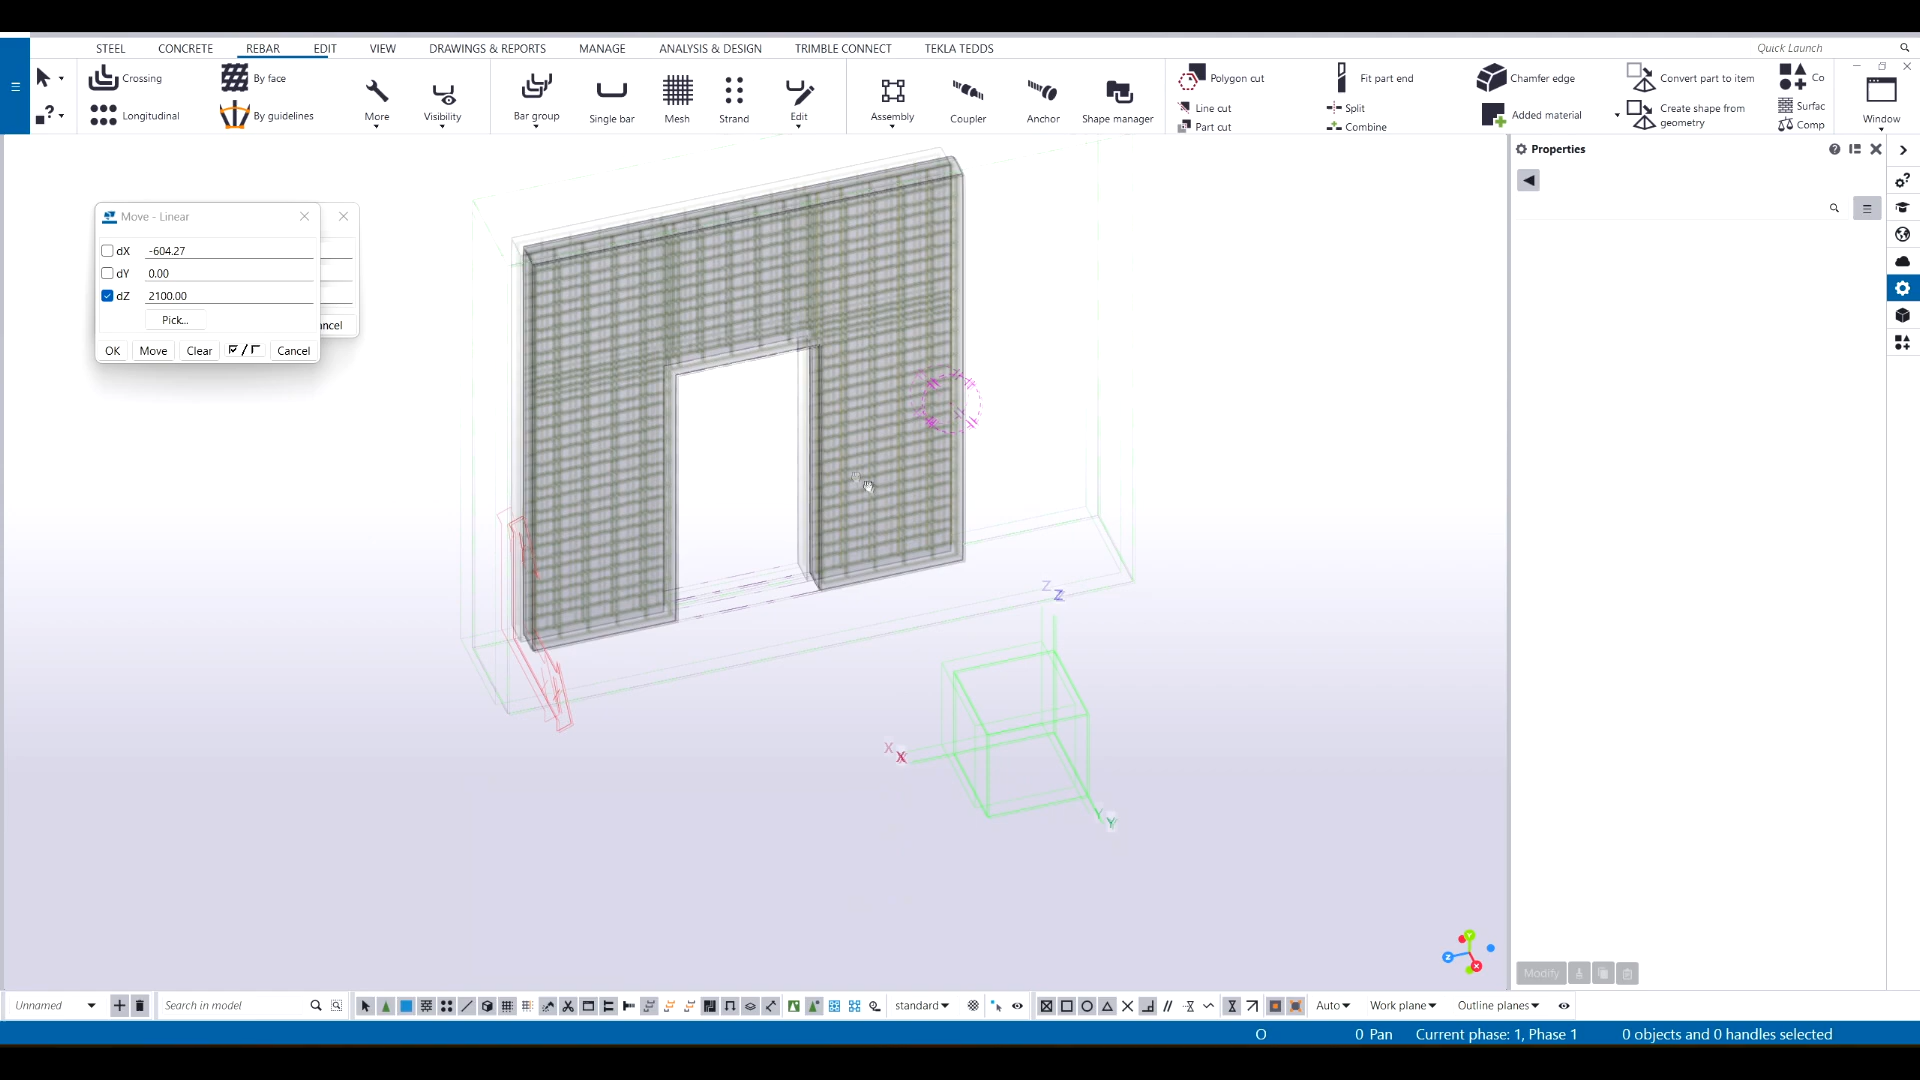 STEEL CONCRETE REBAR EDIT VIEW DRAWINGS & REPORTS MANAGE ANALYSIS & DESIGN TRIMBLE CONNECT TEKLA TEDDS Quick Launch
Crossing By face Polygon cut Fit part end Chamfer edge Convert part to item Co
Longitudinal By guidelines More Visibility Bar group Single bar Mesh Strand Edit Assembly Coupler Anchor Shape manager Line cut Split Added material Create shape from geometry Surfac Window
Part cut Combine Comp
Properties
Move - Linear
dX -604.27
dY 0.00
dZ 2100.00
Pick...
ncel
OK Move Clear Cancel
Z
Z
X
X
Y
Y
Modify
Unnamed Search in model standard Auto Work plane Outline planes
O 0 Pan Current phase: 1, Phase 1 0 objects and 0 handles selected